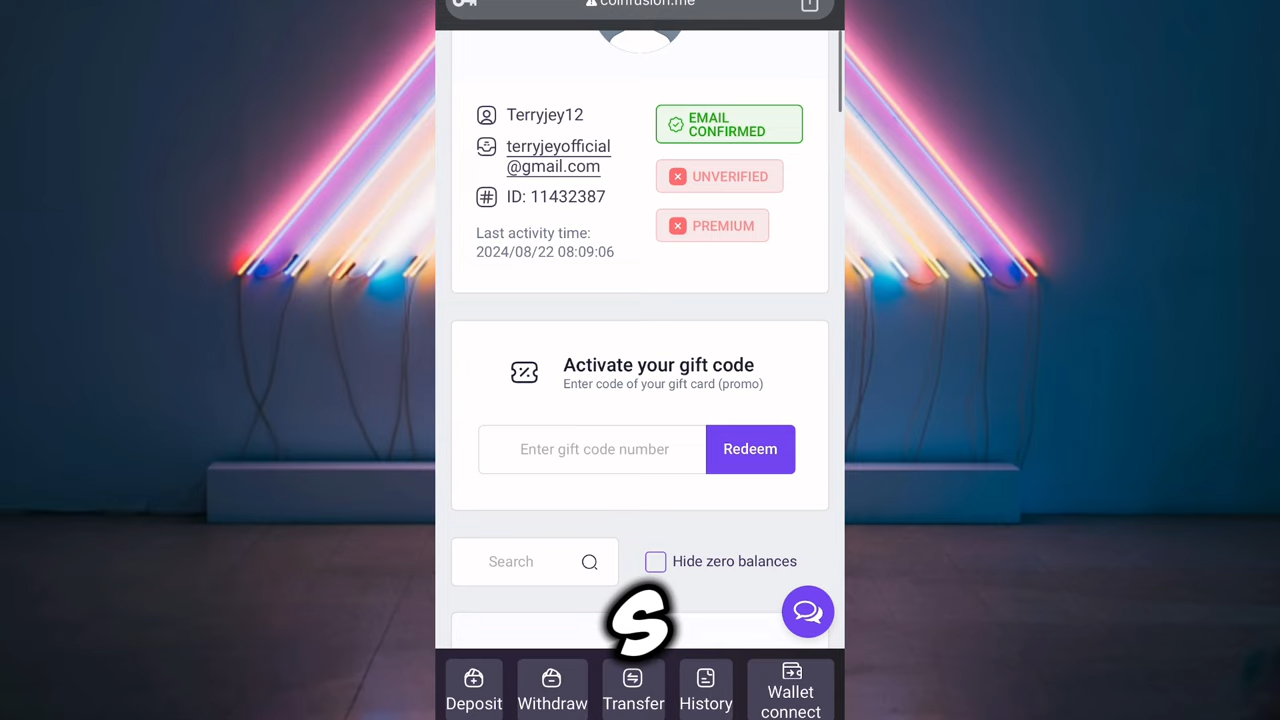 coinfusion.me
Terryjey12
EMAIL
CONFIRMED
terryjeyofficial
@gmail.com
UNVERIFIED
ID: 11432387
PREMIUM
Last activity time:
2024/08/22 08:09:06
Activate your gift code
Enter code of your gift card (promo)
Enter gift code number
Redeem
Search
Hide zero balances
S
Deposit
Withdraw
Transfer
History
Wallet
connect